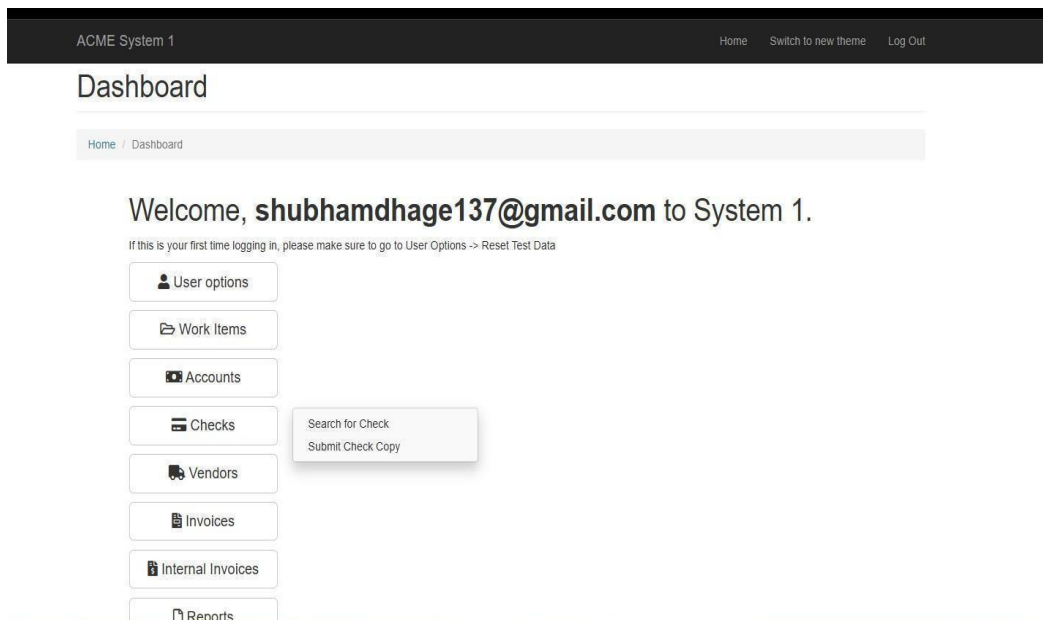 ACME System 1 Home Switch to new theme Log Out
Dashboard
Home / Dashboard
Welcome, shubhamdhage137@gmail.com to System 1.
If this is your first time logging in, please make sure to go to User Options -> Reset Test Data
User options
Work Items
Accounts
Checks
Search for Check
Submit Check Copy
Vendors
Invoices
Internal Invoices
Reports